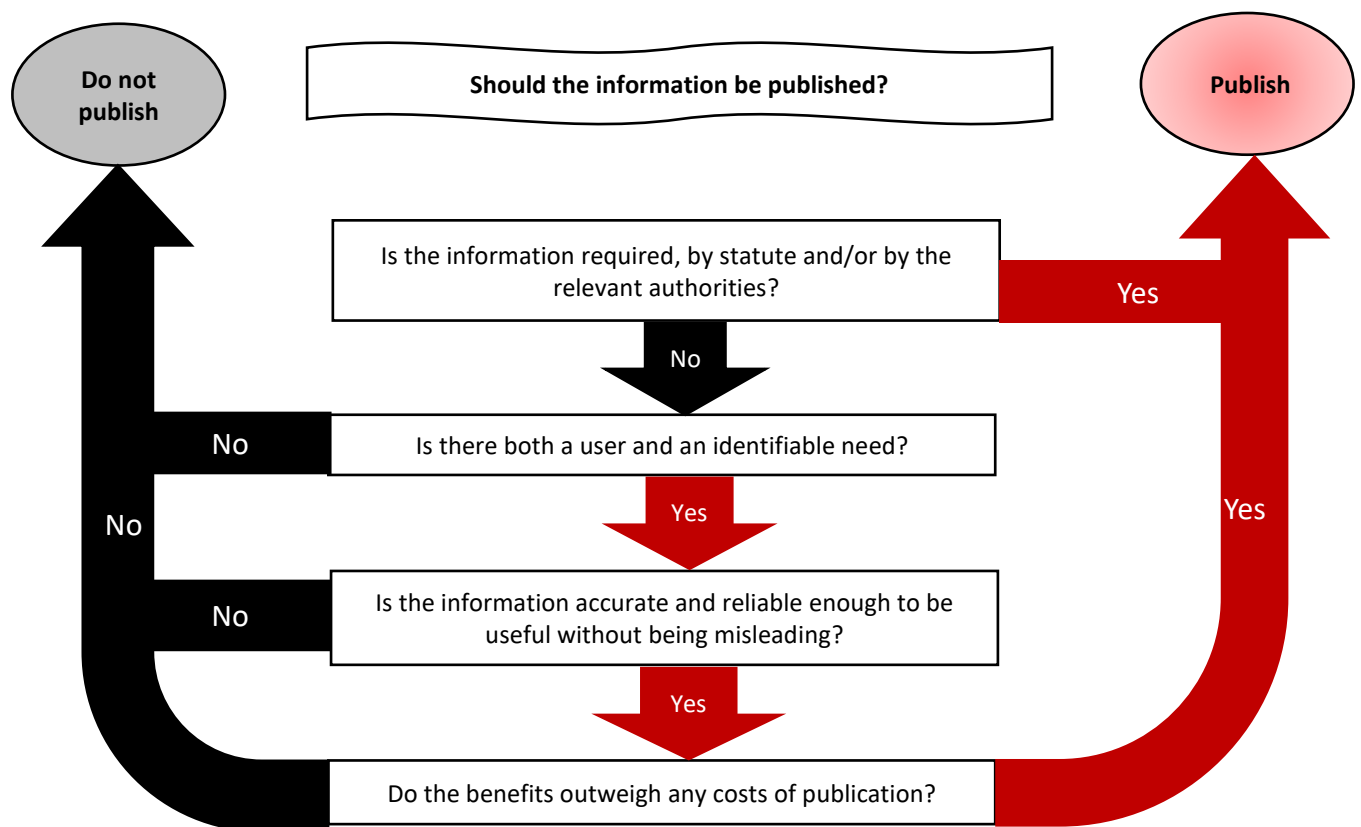 Do not
publish
Should the information be published?
Publish
Is the information required, by statute and/or by the
relevant authorities?
Yes
No
No
Is there both a user and an identifiable need?
Yes
No
Yes
No
Is the information accurate and reliable enough to be
useful without being misleading?
Yes
Do the benefits outweigh any costs of publication?